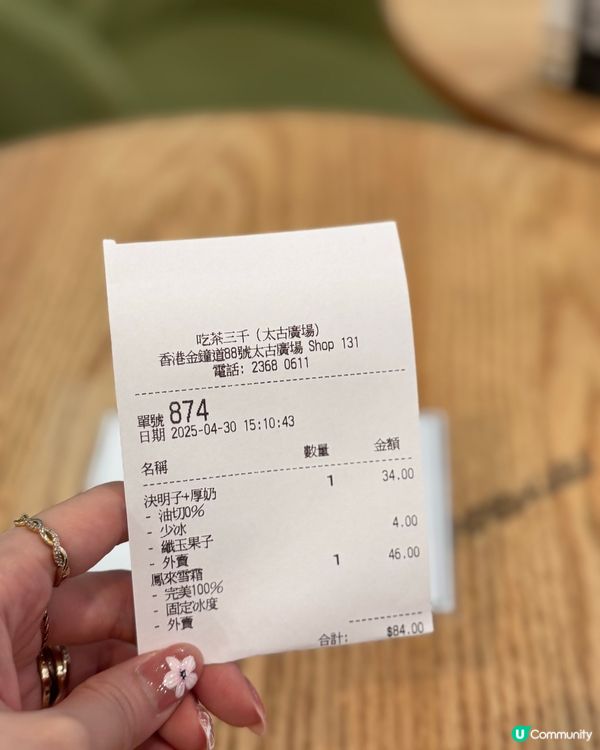 吃茶三千 (太古廣場)
香港金鐘道88號太古廣場 Shop 131
電話: 2368 0611
單號 874
日期 2025-04-30 15:10:43
名稱 數量 金額
決明子+厚奶 1 34.00
- 油切0%
- 少冰
- 纖玉果子 4.00
- 外賣
鳳來雪霜 1 46.00
- 完美100%
- 固定冰度
- 外賣
合計: $84.00
U Community